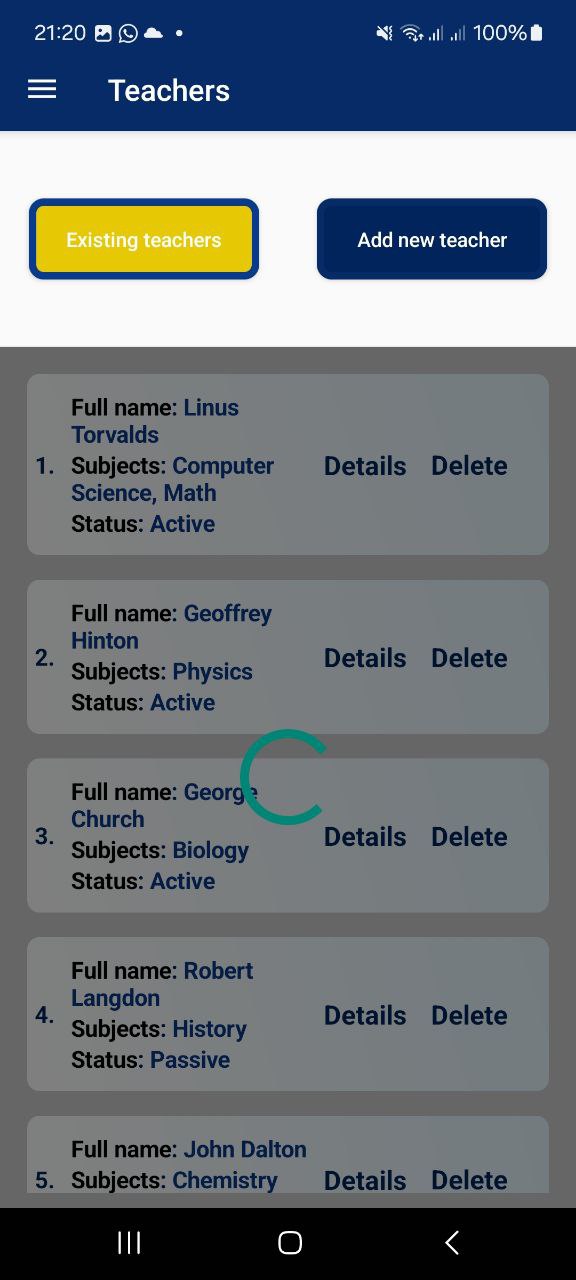 21:20 100%
Teachers
Existing teachers Add new teacher
Full name: Linus
Torvalds
1. Subjects: Computer Details Delete
Science, Math
Status: Active
Full name: Geoffrey
Hinton
2. Subjects: Physics Details Delete
Status: Active
Full name: George
Church
3. Subjects: Biology Details Delete
Status: Active
Full name: Robert
Langdon
4. Subjects: History Details Delete
Status: Passive
Full name: John Dalton
5. Subjects: Chemistry Details Delete